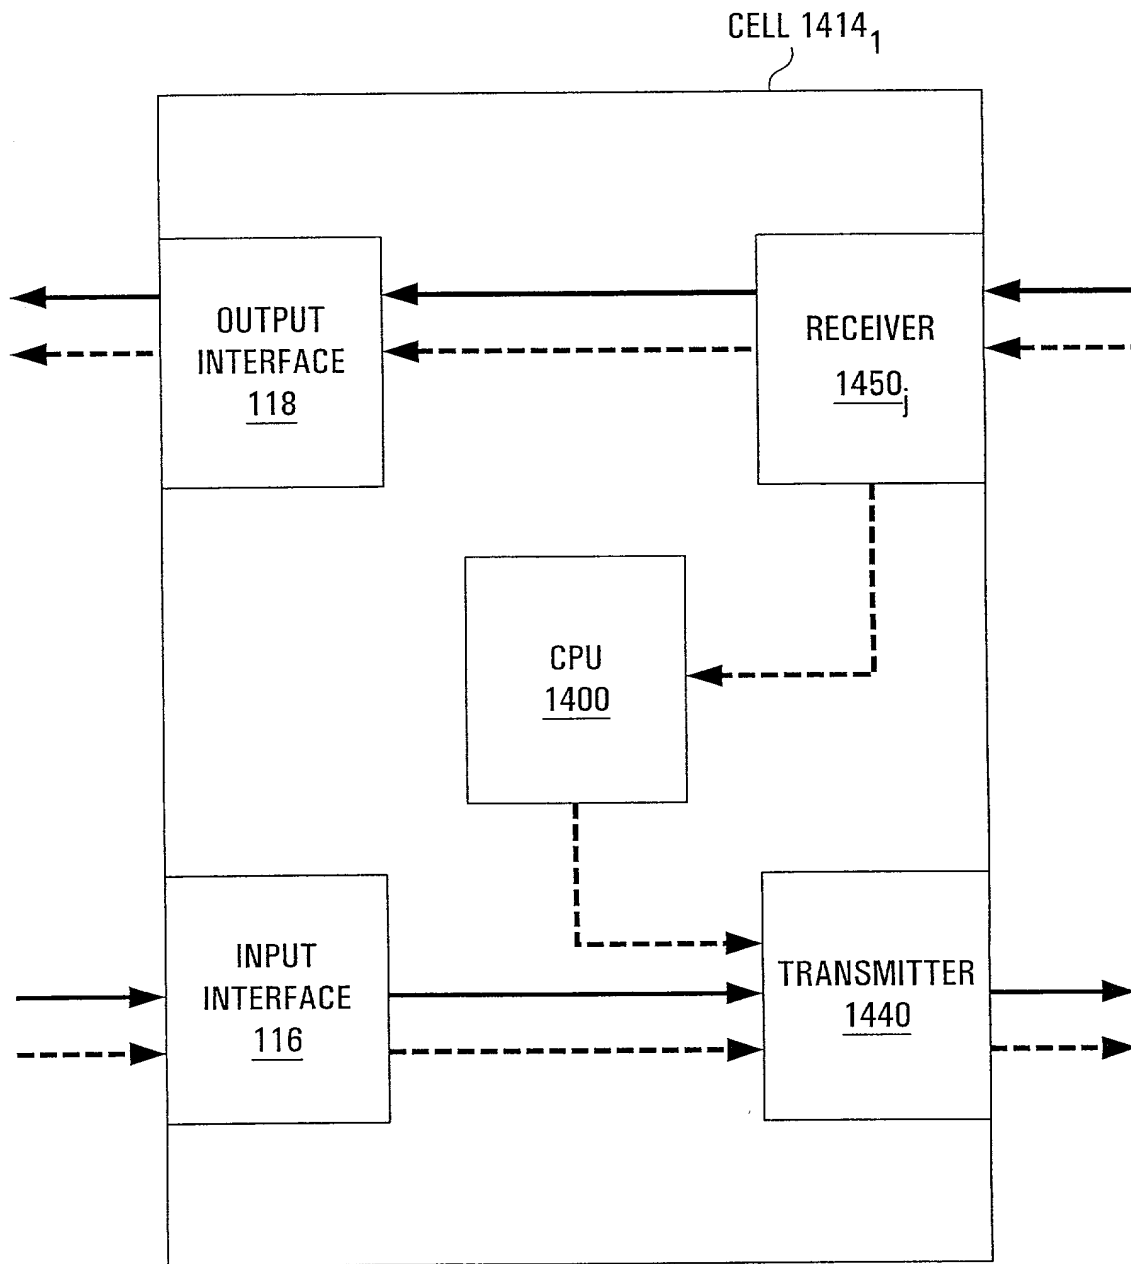 CELL 1414₁
OUTPUT
INTERFACE
118
RECEIVER
1450ⱼ
CPU
1400
INPUT
INTERFACE
116
TRANSMITTER
1440